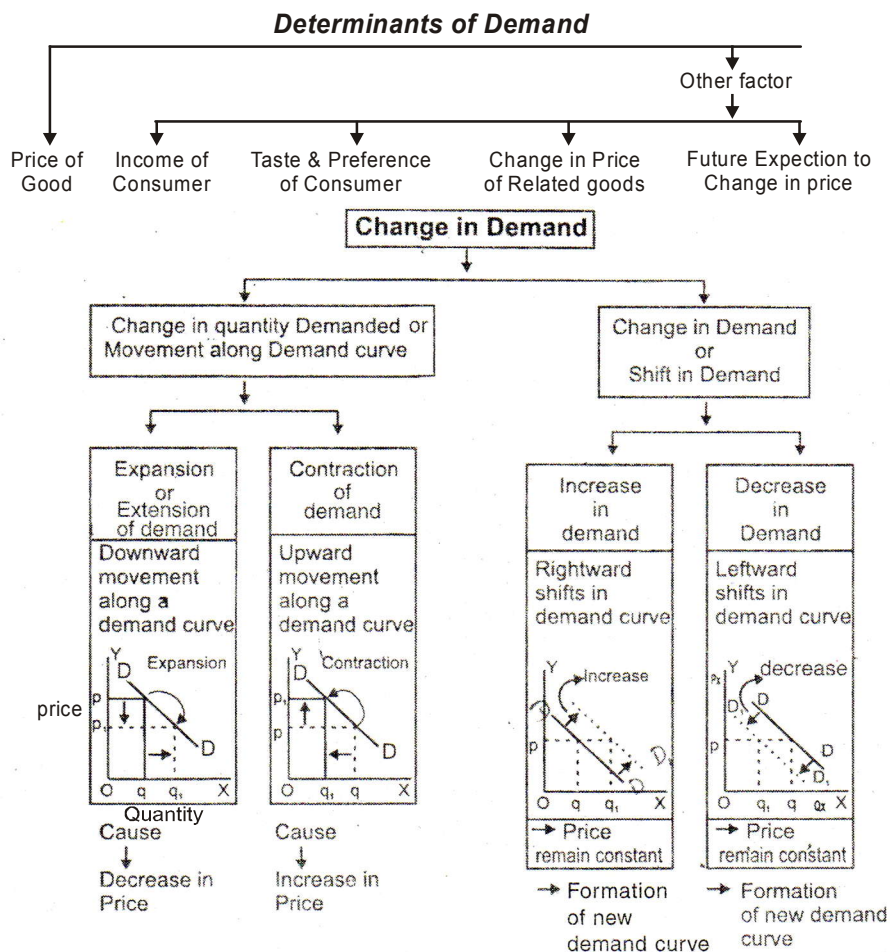 Determinants of Demand
Other factor
Price of
Good
Income of
Consumer
Taste & Preference
of Consumer
Change in Price
of Related goods
Future Expection to
Change in price
Change in Demand
Change in quantity Demanded or
Movement along Demand curve
Change in Demand
or
Shift in Demand
Expansion
or
Extension
of demand
Downward
movement
along a
demand curve
Y
D
Expansion
price
p
p₁
D
O
q
q₁
X
Quantity
Cause
Decrease in
Price
Contraction
of
demand
Upward
movement
along a
demand curve
Y
D
Contraction
p₁
p
D
O
q₁
q
X
Cause
Increase in
Price
Increase
in
demand
Rightward
shifts in
demand curve
Y
Increase
D
p
D
D₁
O
q
q₁
X
Price
remain constant
Formation
of new
demand curve
Decrease
in
Demand
Leftward
shifts in
demand curve
Y
decrease
D₁
D
p
D
D₁
O
q₁
q
X
Price
remain constant
Formation
of new demand
curve